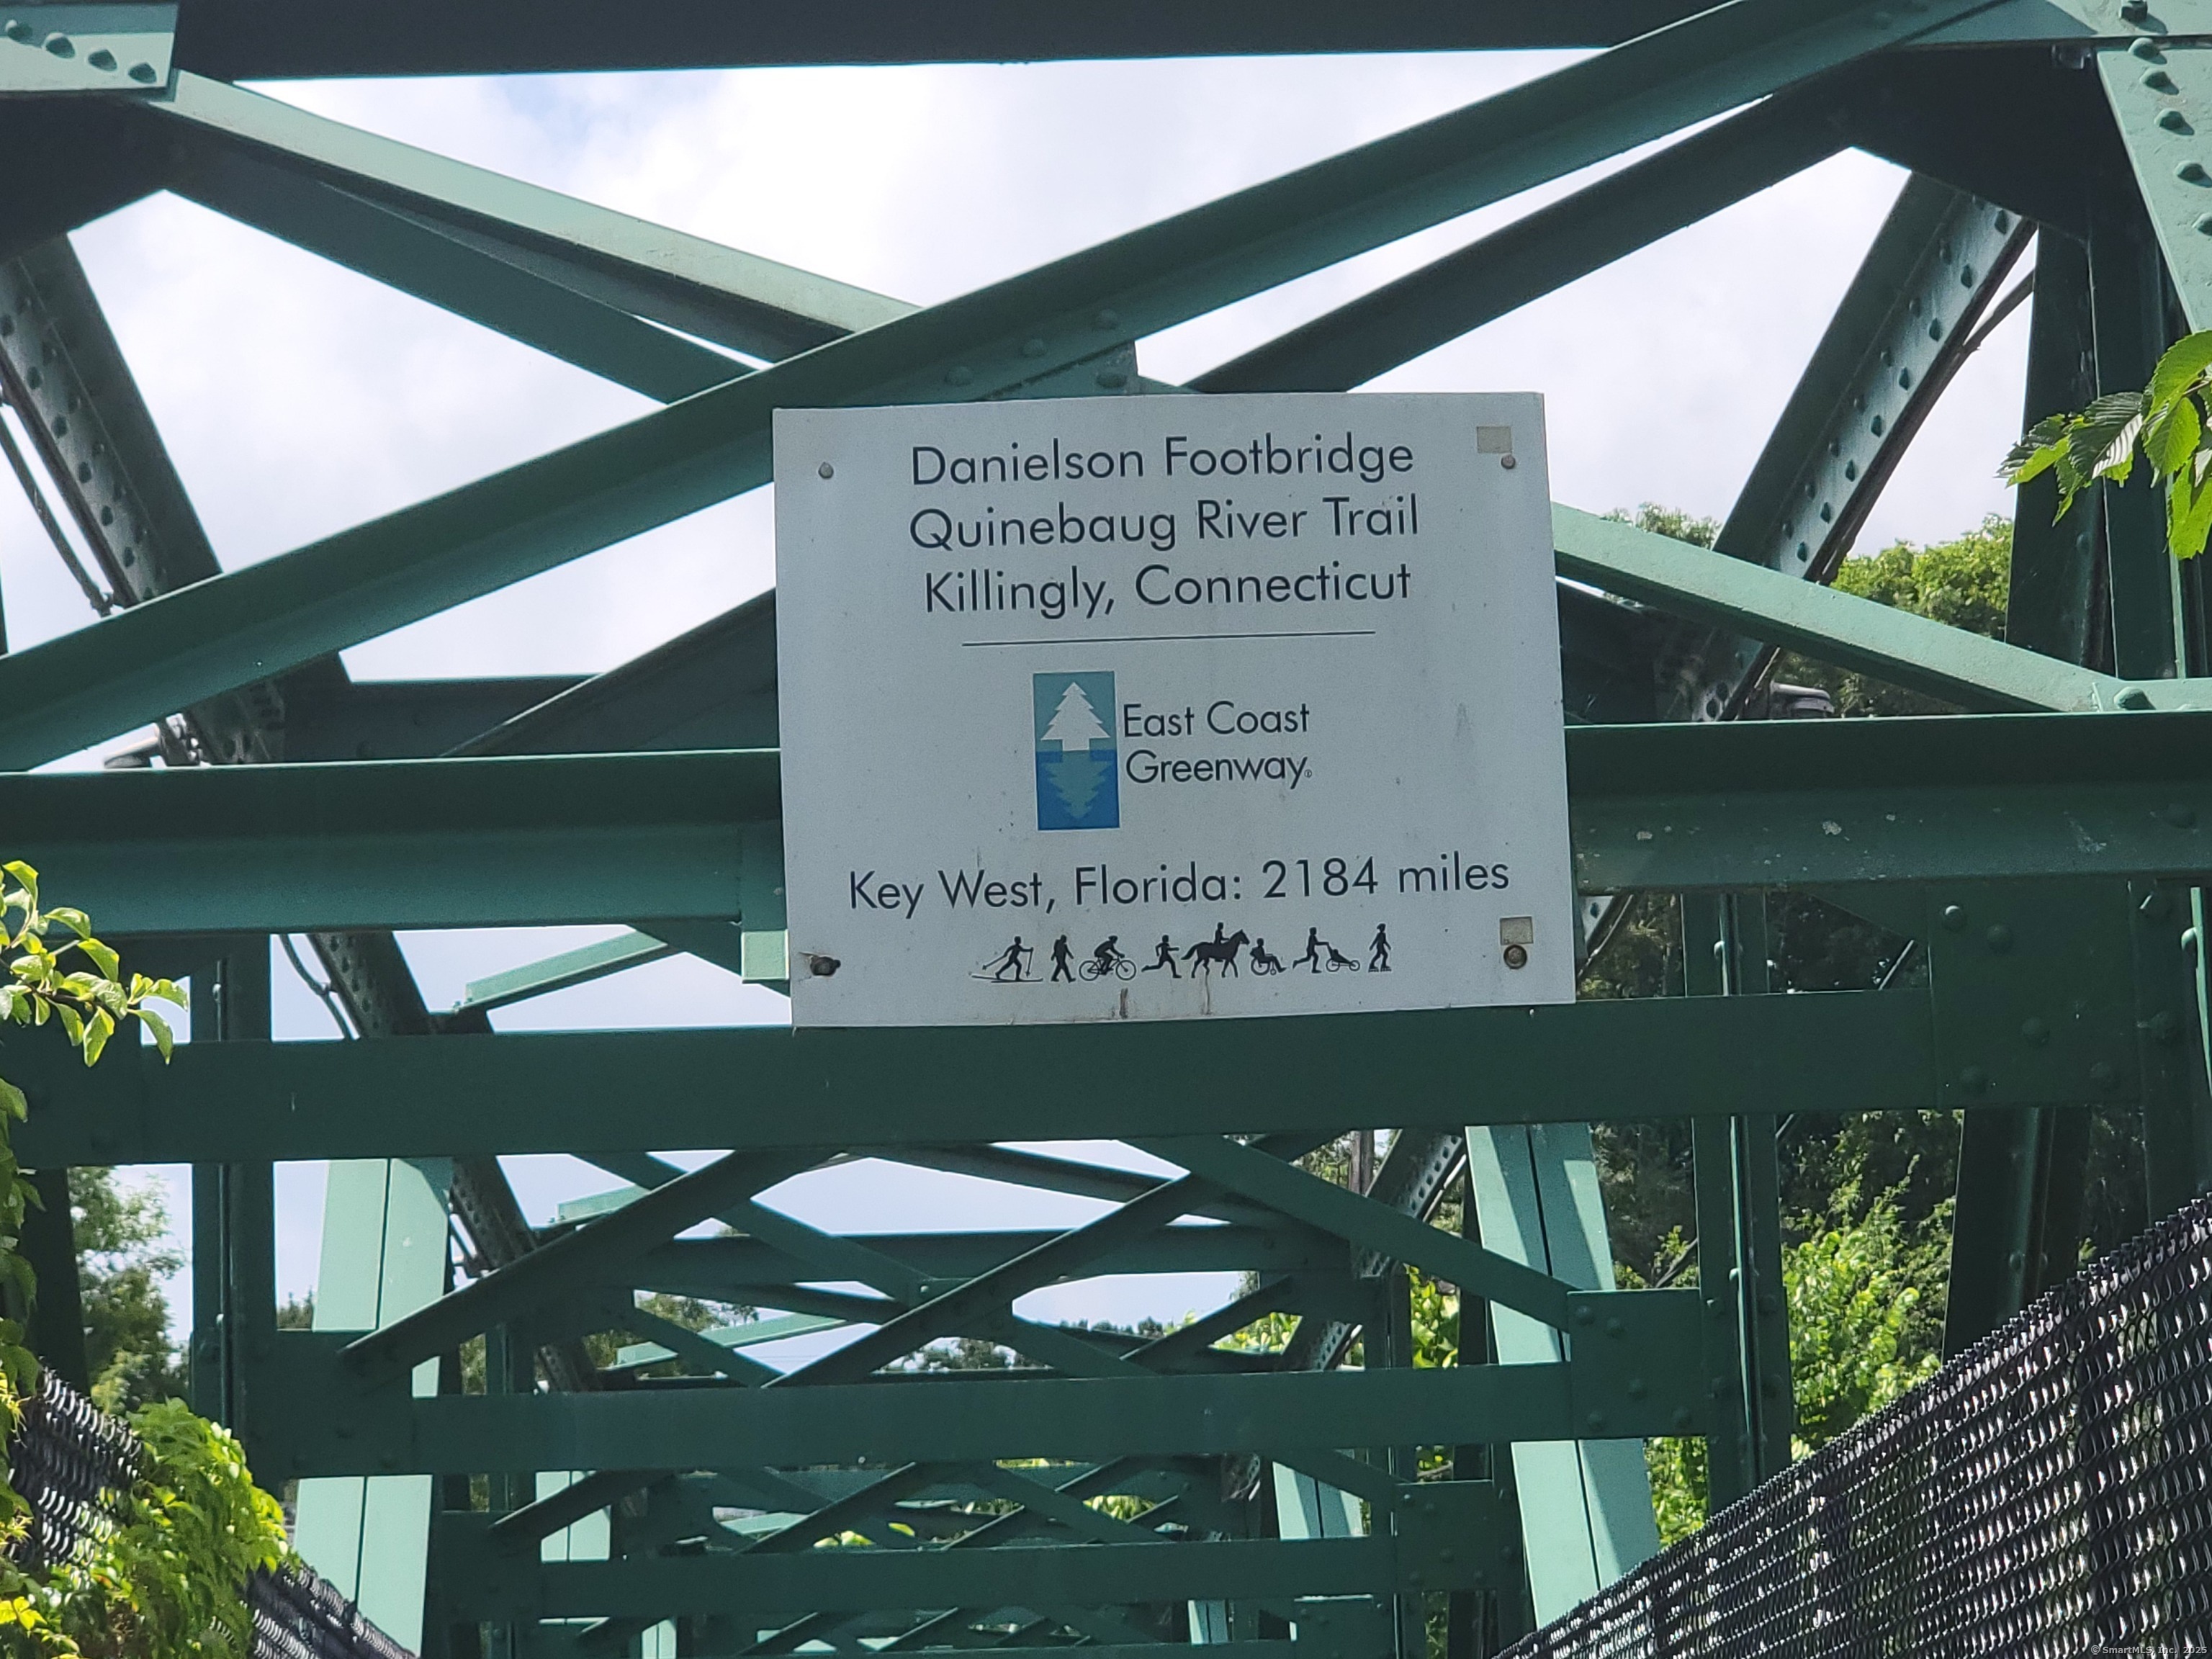 Danielson Footbridge
Quinebaug River Trail
Killingly, Connecticut
East Coast
Greenway®
Key West, Florida: 2184 miles
© SmartMLS, Inc. 2025